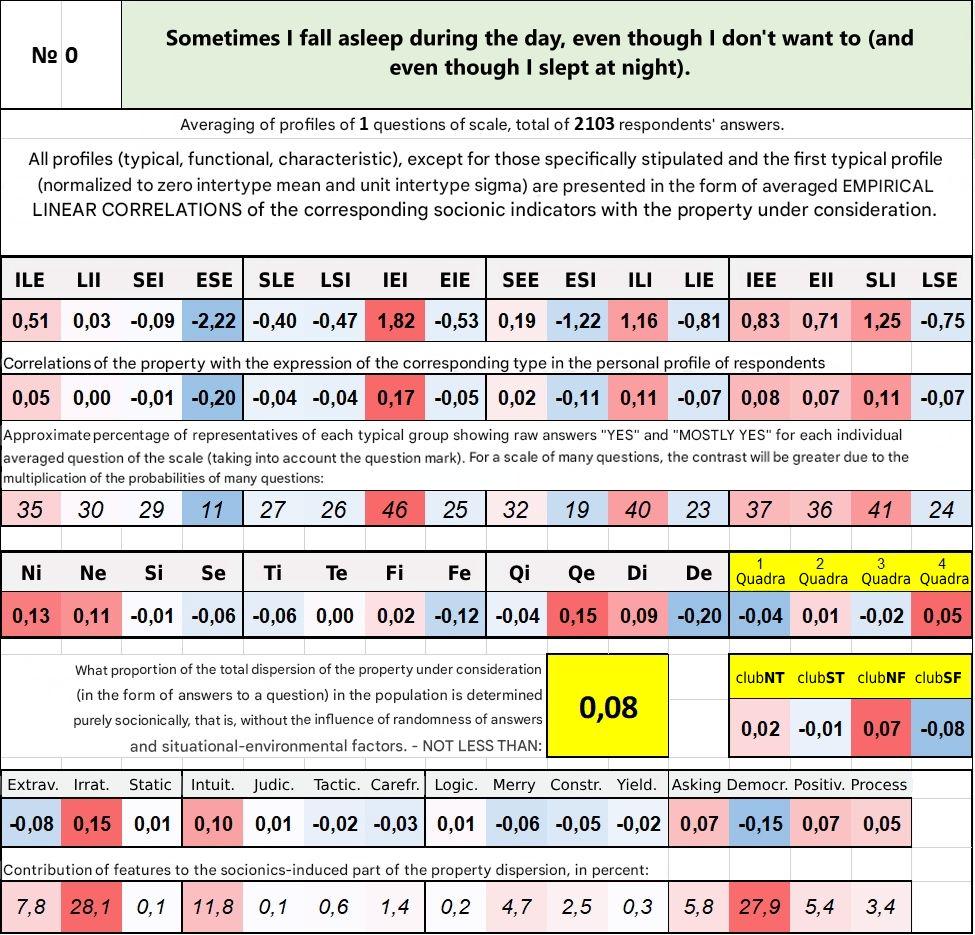 № 0
Sometimes I fall asleep during the day, even though I don't want to (and
even though I slept at night).
Averaging of profiles of 1 questions of scale, total of 2103 respondents' answers.
All profiles (typical, functional, characteristic), except for those specifically stipulated and the first typical profile
(normalized to zero intertype mean and unit intertype sigma) are presented in the form of averaged EMPIRICAL
LINEAR CORRELATIONS of the corresponding socionic indicators with the property under consideration.
ILE LII SEI ESE SLE LSI IEI EIE SEE ESI ILI LIE IEE EII SLI LSE
0,51 0,03 -0,09 -2,22 -0,40 -0,47 1,82 -0,53 0,19 -1,22 1,16 -0,81 0,83 0,71 1,25 -0,75
Correlations of the property with the expression of the corresponding type in the personal profile of respondents
0,05 0,00 -0,01 -0,20 -0,04 -0,04 0,17 -0,05 0,02 -0,11 0,11 -0,07 0,08 0,07 0,11 -0,07
Approximate percentage of representatives of each typical group showing raw answers "YES" and "MOSTLY YES" for each individual
averaged question of the scale (taking into account the question mark). For a scale of many questions, the contrast will be greater due to the
multiplication of the probabilities of many questions:
35 30 29 11 27 26 46 25 32 19 40 23 37 36 41 24
Ni Ne Si Se Ti Te Fi Fe Qi Qe Di De 1 Quadra 2 Quadra 3 Quadra 4 Quadra
0,13 0,11 -0,01 -0,06 -0,06 0,00 0,02 -0,12 -0,04 0,15 0,09 -0,20 -0,04 0,01 -0,02 0,05
What proportion of the total dispersion of the property under consideration
(in the form of answers to a question) in the population is determined
purely socionically, that is, without the influence of randomness of answers
and situational-environmental factors. - NOT LESS THAN:
0,08
clubNT clubST clubNF clubSF
0,02 -0,01 0,07 -0,08
Extrav. Irrat. Static Intuit. Judic. Tactic. Carefr. Logic. Merry Constr. Yield. Asking Democr. Positiv. Process
-0,08 0,15 0,01 0,10 0,01 -0,02 -0,03 0,01 -0,06 -0,05 -0,02 0,07 -0,15 0,07 0,05
Contribution of features to the socionics-induced part of the property dispersion, in percent:
7,8 28,1 0,1 11,8 0,1 0,6 1,4 0,2 4,7 2,5 0,3 5,8 27,9 5,4 3,4